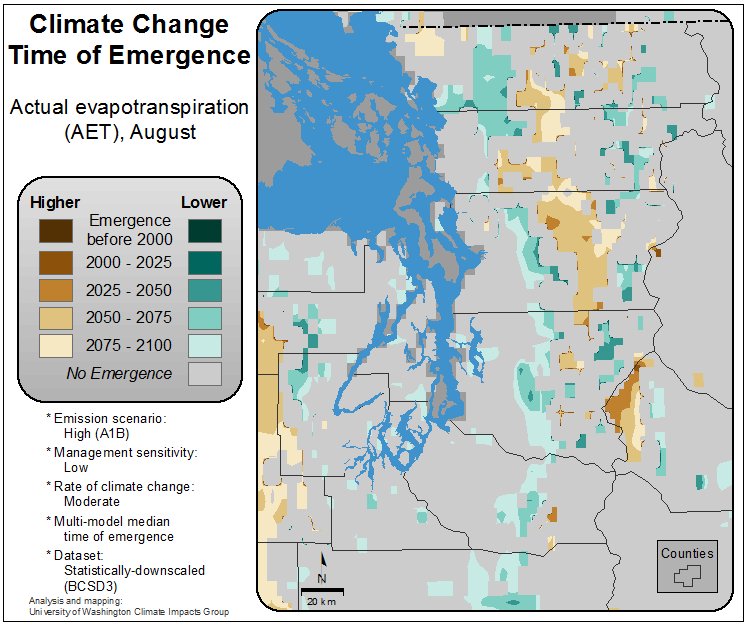 Climate Change
Time of Emergence
Actual evapotranspiration
(AET), August
Higher Lower
Emergence
before 2000
2000 - 2025
2025 - 2050
2050 - 2075
2075 - 2100
No Emergence
* Emission scenario:
High (A1B)
* Management sensitivity:
Low
* Rate of climate change:
Moderate
* Multi-model median
time of emergence
* Dataset:
Statistically-downscaled
(BCSD3)
Analysis and mapping:
University of Washington Climate Impacts Group
N
20 km
Counties